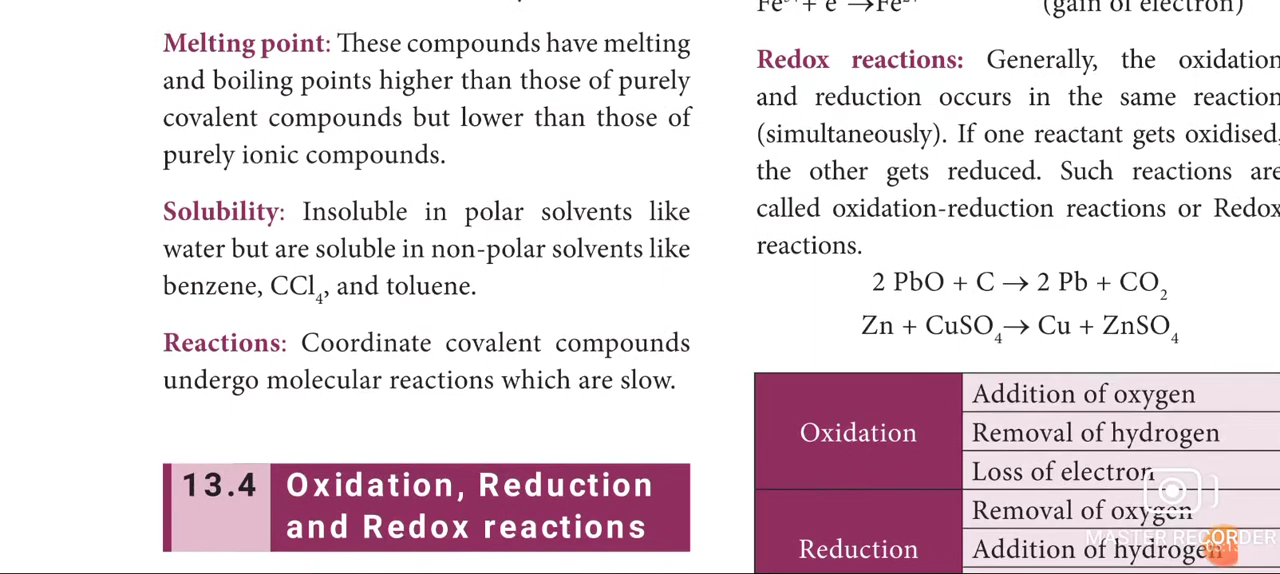 Melting point: These compounds have melting
and boiling points higher than those of purely
covalent compounds but lower than those of
purely ionic compounds.
Solubility: Insoluble in polar solvents like
water but are soluble in non-polar solvents like
benzene, CCl₄, and toluene.
Reactions: Coordinate covalent compounds
undergo molecular reactions which are slow.
13.4 Oxidation, Reduction
and Redox reactions
(gain of electron)
Redox reactions: Generally, the oxidation
and reduction occurs in the same reaction
(simultaneously). If one reactant gets oxidised,
the other gets reduced. Such reactions are
called oxidation-reduction reactions or Redox
reactions.
2 PbO + C → 2 Pb + CO₂
Zn + CuSO₄→ Cu + ZnSO₄
Oxidation
Addition of oxygen
Removal of hydrogen
Loss of electron
Reduction
Removal of oxygen
Addition of hydrogen
MASTER RECORDER